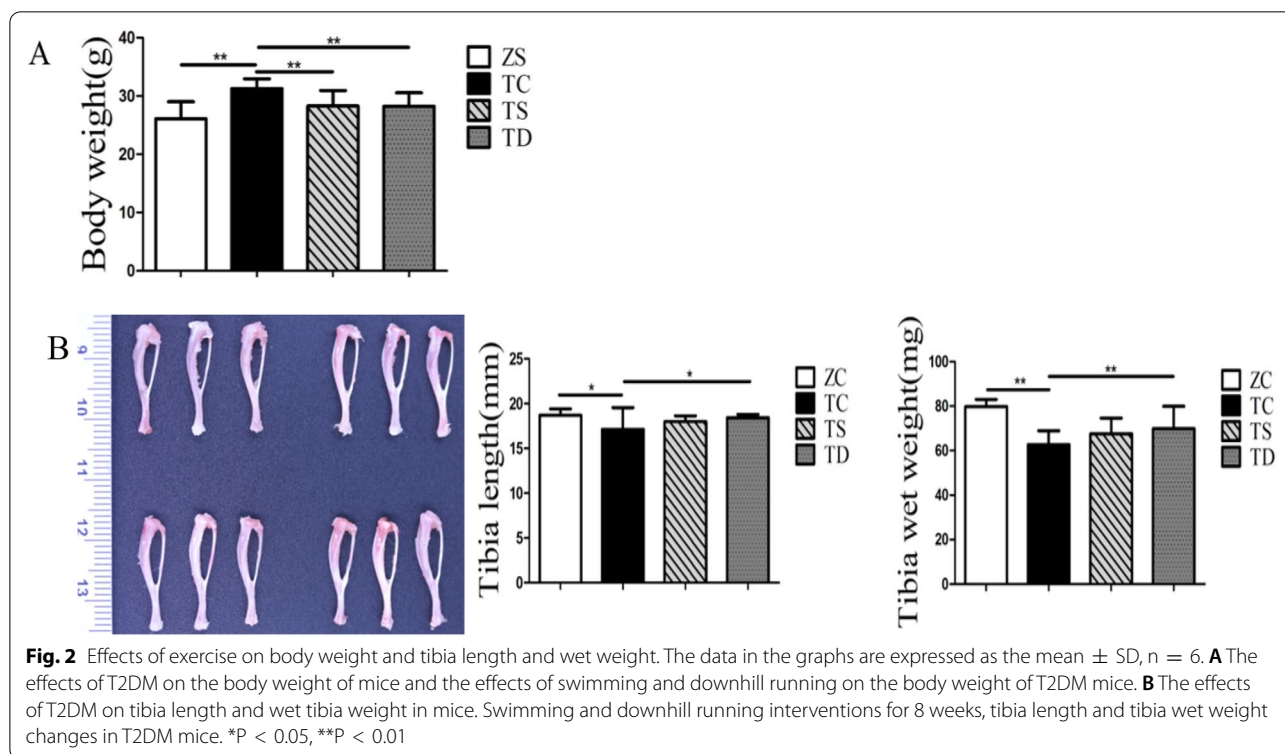 A
Body weight(g)
40
30
20
10
0
**
**
**
ZS
TC
TS
TD
B
9
10
11
12
13
Tibia length(mm)
25
20
15
10
5
0
*
*
ZC
TC
TS
TD
Tibia wet weight(mg)
100
80
60
40
20
0
**
**
ZC
TC
TS
TD
Fig. 2 Effects of exercise on body weight and tibia length and wet weight. The data in the graphs are expressed as the mean ± SD, n = 6. A The
effects of T2DM on the body weight of mice and the effects of swimming and downhill running on the body weight of T2DM mice. B The effects
of T2DM on tibia length and wet tibia weight in mice. Swimming and downhill running interventions for 8 weeks, tibia length and tibia wet weight
changes in T2DM mice. *P < 0.05, **P < 0.01